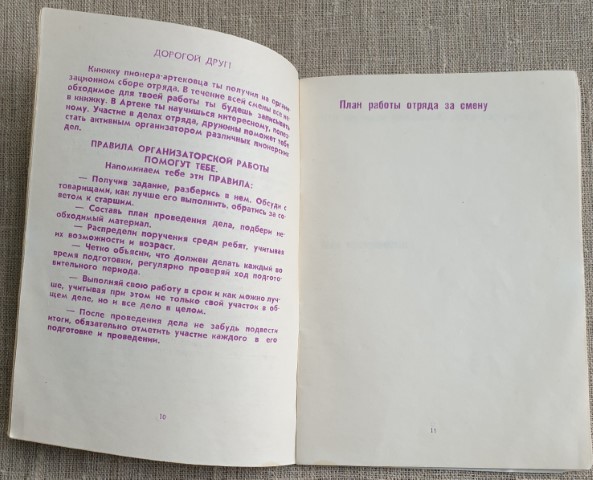 ДОРОГОЙ ДРУГ!
Книжку пионера-артековца ты получил на органи-
зационном сборе отряда. В течение всей смены все не-
обходимое для твоей работы ты будешь записывать
в книжку. В Артеке ты научишься интересному, полез-
ному. Участие в делах отряда, дружины поможет тебе
стать активным организатором различных пионерских
дел.
ПРАВИЛА ОРГАНИЗАТОРСКОЙ РАБОТЫ
ПОМОГУТ ТЕБЕ.
Напоминаем тебе эти ПРАВИЛА:
— Получив задание, разберись в нем. Обсуди с
товарищами, как лучше его выполнить, обратись за со-
ветом к старшим.
— Составь план проведения дела, подбери не-
обходимый материал.
— Распредели поручения среди ребят, учитывая
их возможности и возраст.
— Четко объясни, что должен делать каждый во
время подготовки, регулярно проверяй ход подгото-
вительного периода.
— Выполняй свою работу в срок и как можно луч-
ше, учитывая при этом не только свой участок в об-
щем деле, но и все дело в целом.
— После проведения дела не забудь подвести
итоги, обязательно отметить участие каждого в его
подготовке и проведении.
10
План работы отряда за смену
11